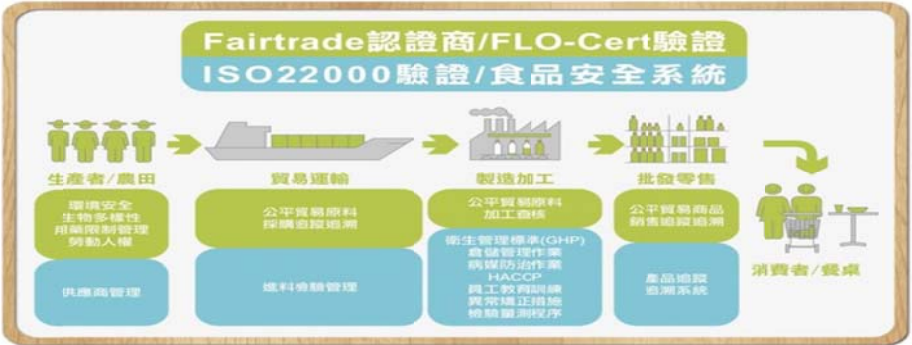 Fairtrade認證商/FLO-Cert驗證
ISO22000驗證/食品安全系統
生產者/農田
貿易運輸
製造加工
批發零售
消費者/餐桌
環境安全
生物多樣性
用藥限制管理
勞動人權
公平貿易原料
採購追蹤追溯
公平貿易原料
加工查核
公平貿易商品
銷售追蹤追溯
供應商管理
進料檢驗管理
衛生管理標準(GHP)
倉儲管理作業
病媒防治作業
HACCP
員工教育訓練
異常矯正措施
檢驗量測程序
產品追蹤
追溯系統